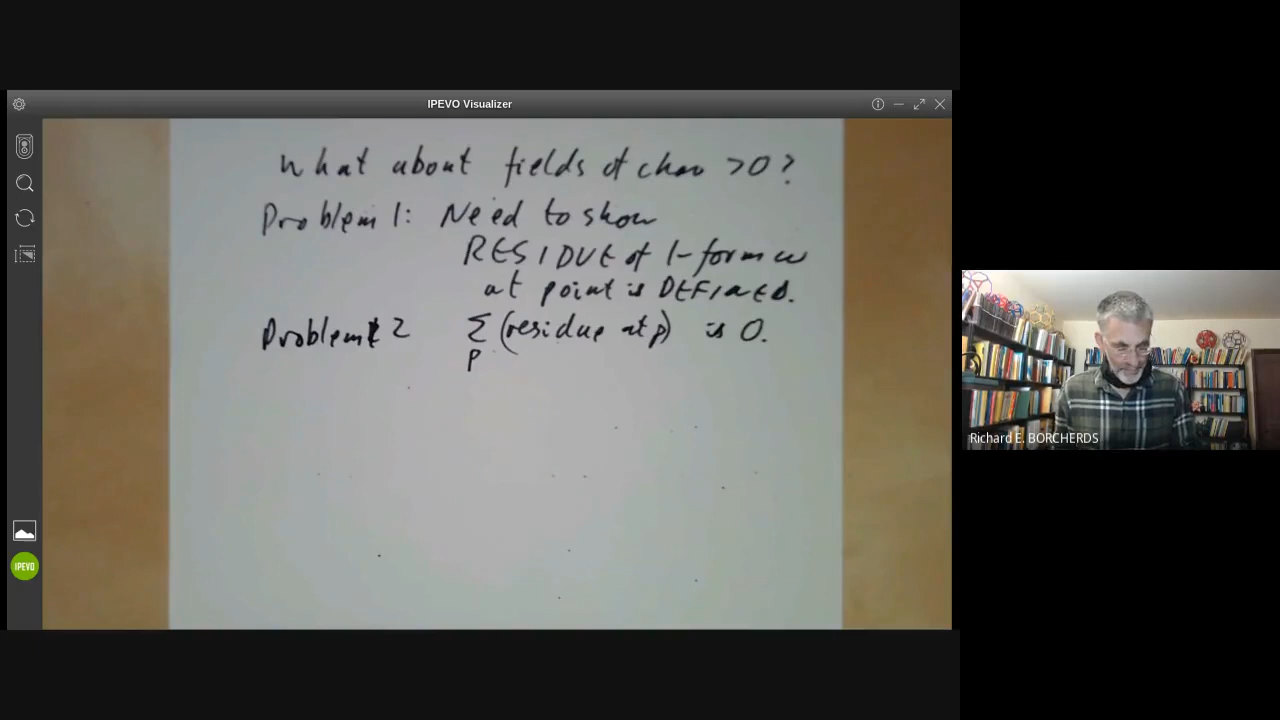 IPEVO Visualizer
What about fields of char >0?
Problem 1: Need to show
RESIDUE of 1-form ω
at point is DEFINED.
Problem 2 Σ (residue at p) is 0.
p
IPEVO
Richard E. BORCHERDS